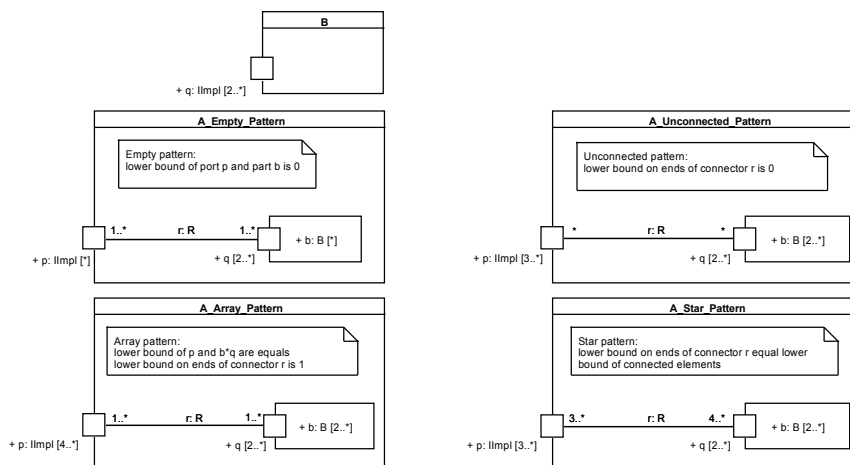 B
+ q: IImpl [2..*]
A_Empty_Pattern
Empty pattern:
lower bound of port p and part b is 0
1..*
r: R
1..*
+ b: B [*]
+ p: IImpl [*]
+ q [2..*]
A_Unconnected_Pattern
Unconnected pattern:
lower bound on ends of connector r is 0
*
r: R
*
+ b: B [2..*]
+ p: IImpl [3..*]
+ q [2..*]
A_Array_Pattern
Array pattern:
lower bound of p and b*q are equals
lower bound on ends of connector r is 1
1..*
r: R
1..*
+ b: B [2..*]
+ p: IImpl [4..*]
+ q [2..*]
A_Star_Pattern
Star pattern:
lower bound on ends of connector r equal lower
bound of connected elements
3..*
r: R
4..*
+ b: B [2..*]
+ p: IImpl [3..*]
+ q [2..*]